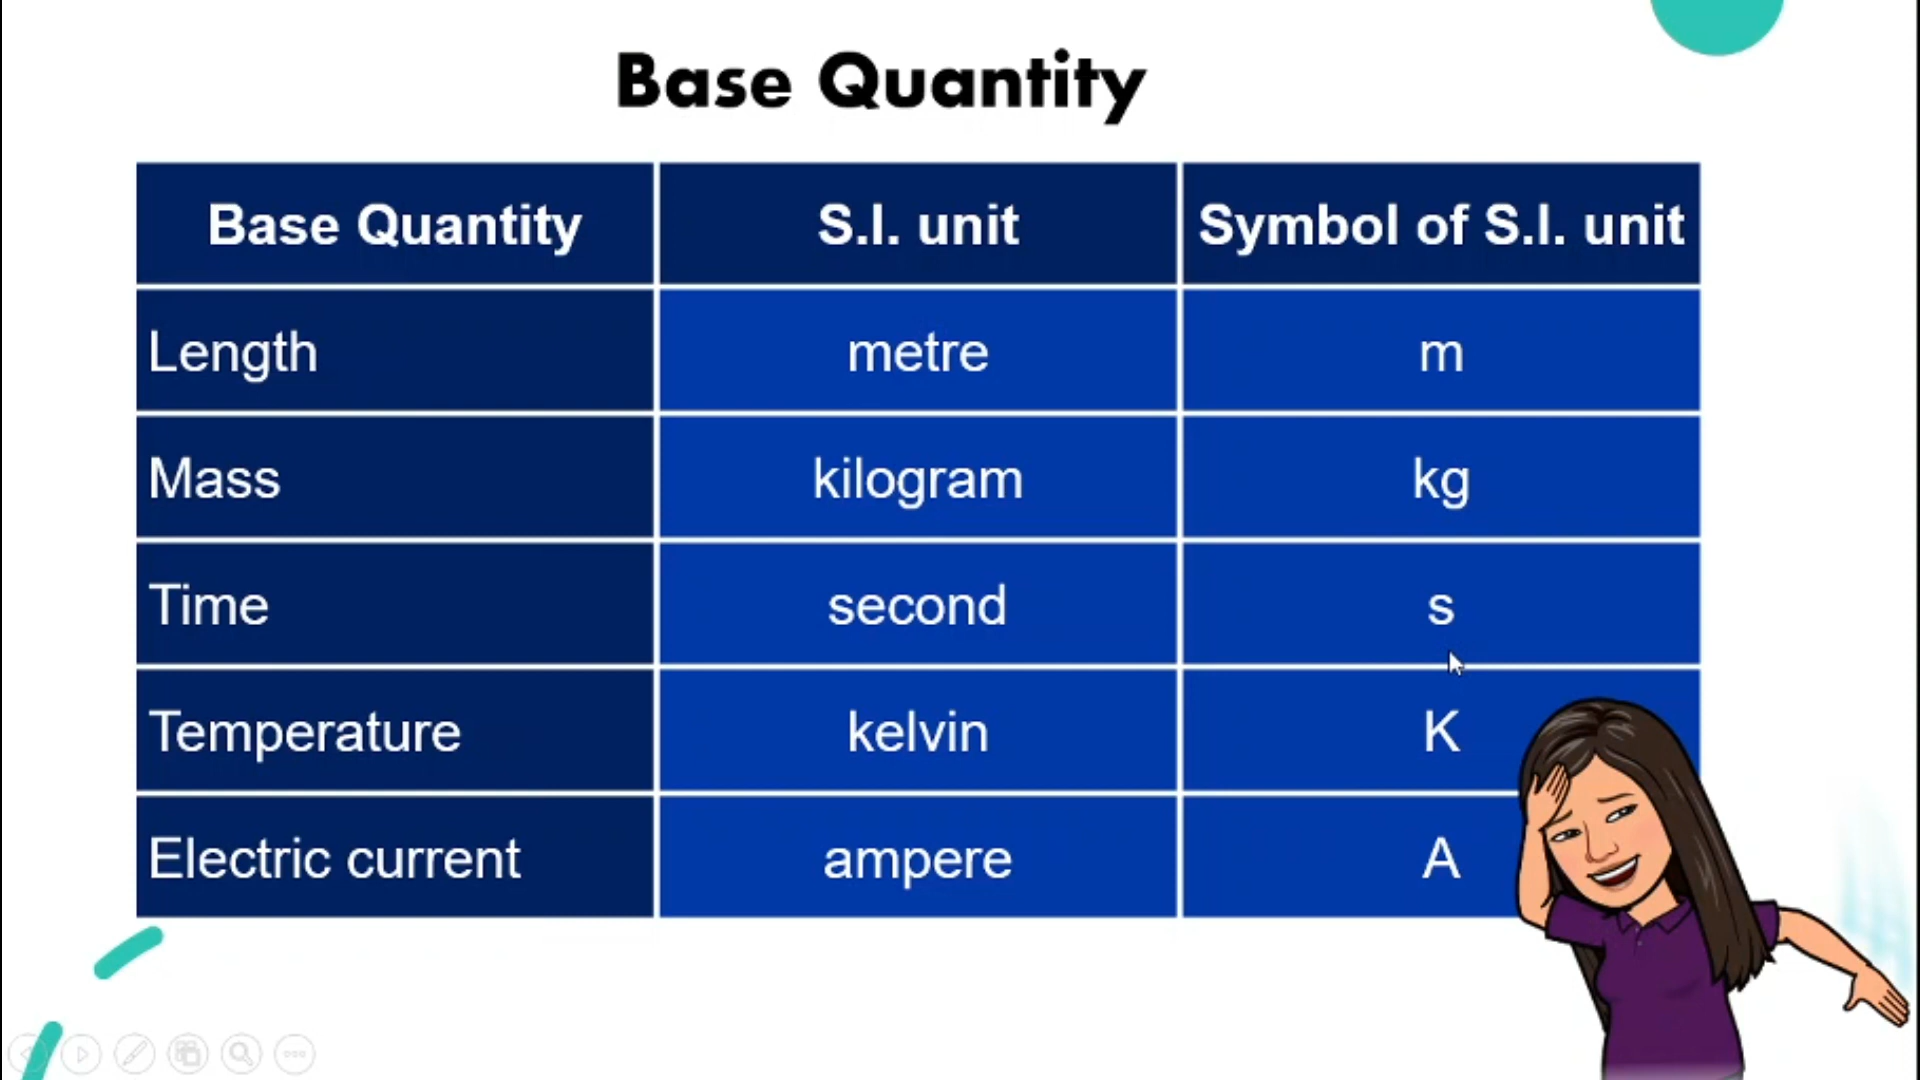 Base Quantity
Base Quantity S.I. unit Symbol of S.I. unit
Length metre m
Mass kilogram kg
Time second s
Temperature kelvin K
Electric current ampere A